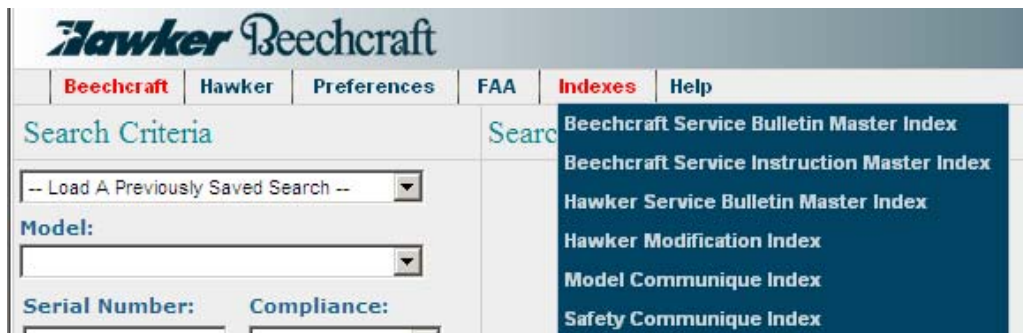 Hawker Beechcraft
Beechcraft Hawker Preferences FAA Indexes Help
Search Criteria
-- Load A Previously Saved Search --
Model:
Serial Number: Compliance:
Searc
Beechcraft Service Bulletin Master Index
Beechcraft Service Instruction Master Index
Hawker Service Bulletin Master Index
Hawker Modification Index
Model Communique Index
Safety Communique Index